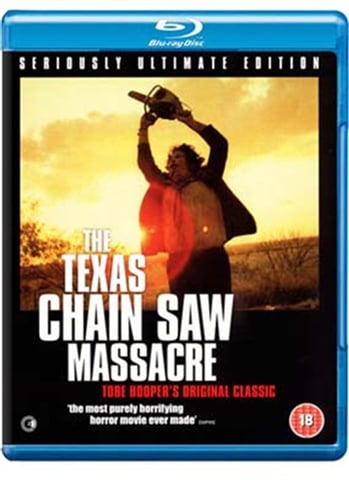 Blu-ray Disc
SERIOUSLY ULTIMATE EDITION
THE
TEXAS
CHAIN SAW
MASSACRE
TOBE HOOPER'S ORIGINAL CLASSIC
'the most purely horrifying
horror movie ever made' EMPIRE
18